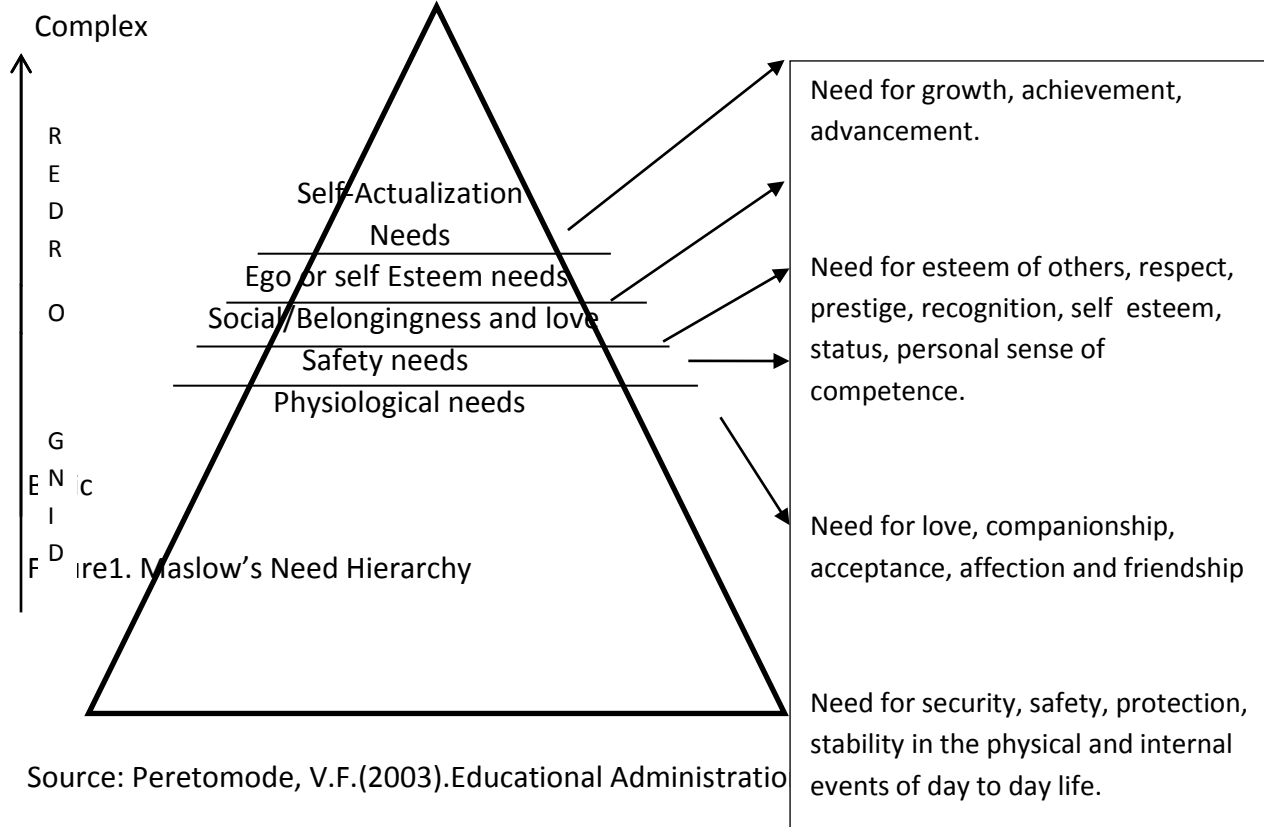 Complex
R
E
D
R
O
G
N
I
D
Self-Actualization
Needs
Ego or self Esteem needs
Social/Belongingness and love
Safety needs
Physiological needs
Figure1. Maslow’s Need Hierarchy
Source: Peretomode, V.F.(2003).Educational Administratio
Need for growth, achievement,
advancement.
Need for esteem of others, respect,
prestige, recognition, self esteem,
status, personal sense of
competence.
Need for love, companionship,
acceptance, affection and friendship
Need for security, safety, protection,
stability in the physical and internal
events of day to day life.